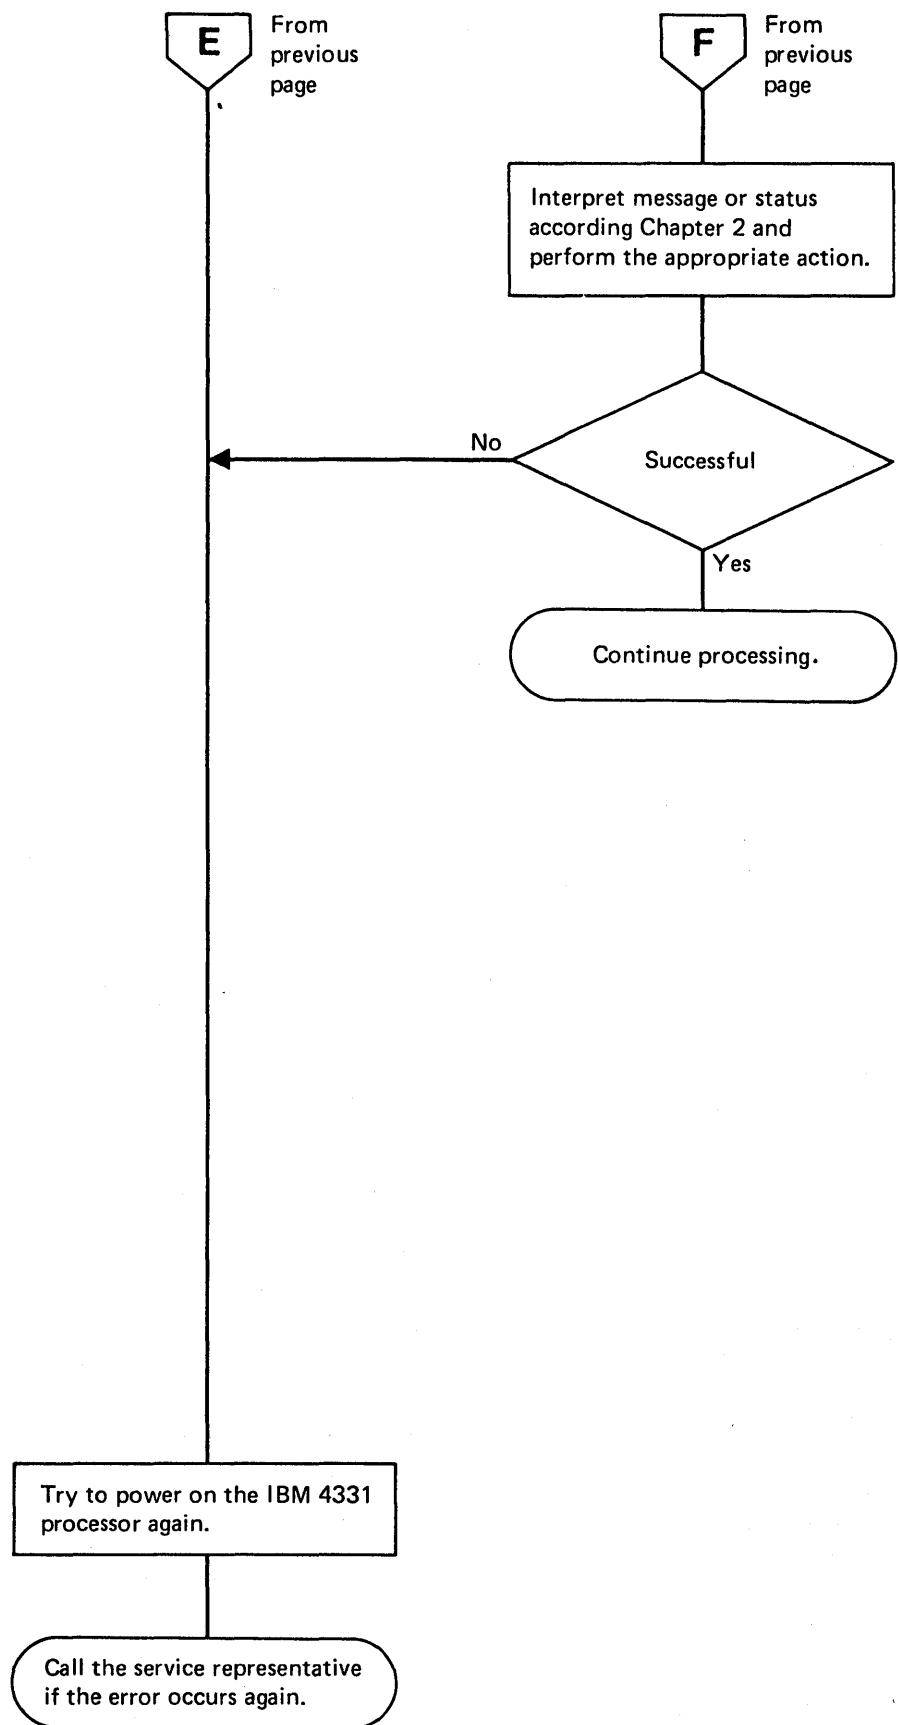 E
From
previous
page
F
From
previous
page
Interpret message or status
according Chapter 2 and
perform the appropriate action.
No
Successful
Yes
Continue processing.
Try to power on the IBM 4331
processor again.
Call the service representative
if the error occurs again.